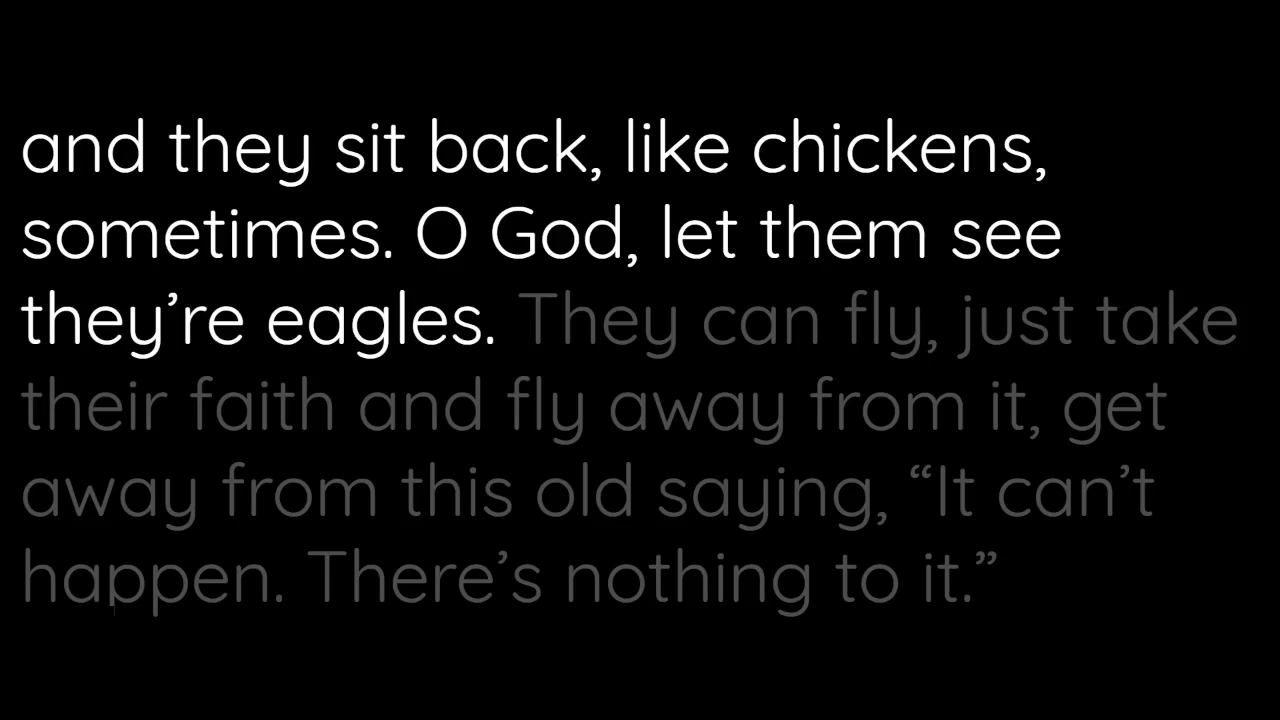 and they sit back, like chickens,
sometimes. O God, let them see
they’re eagles. They can fly, just take
their faith and fly away from it, get
away from this old saying, “It can’t
happen. There’s nothing to it.”